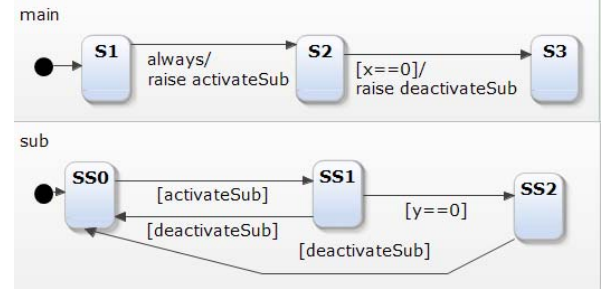 main
S1
always/
raise activateSub
S2
[x==0]/
raise deactivateSub
S3
sub
SS0
[activateSub]
[deactivateSub]
SS1
[y==0]
SS2
[deactivateSub]